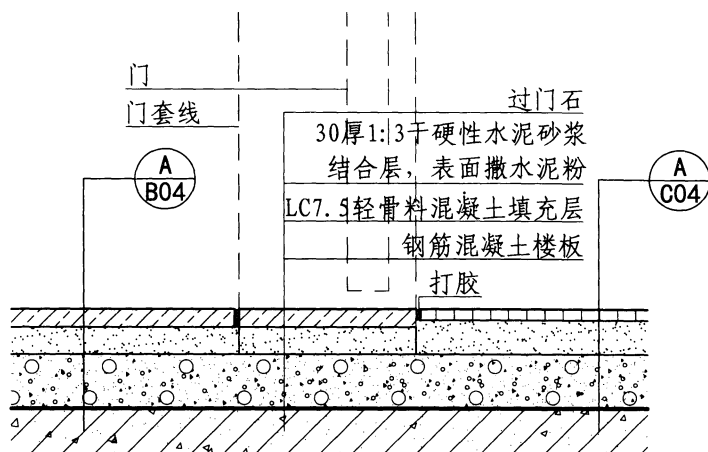 门
门套线
过门石
30厚1:3干硬性水泥砂浆
结合层，表面撒水泥粉
LC7.5轻骨料混凝土填充层
钢筋混凝土楼板
打胶
A
B04
A
C04